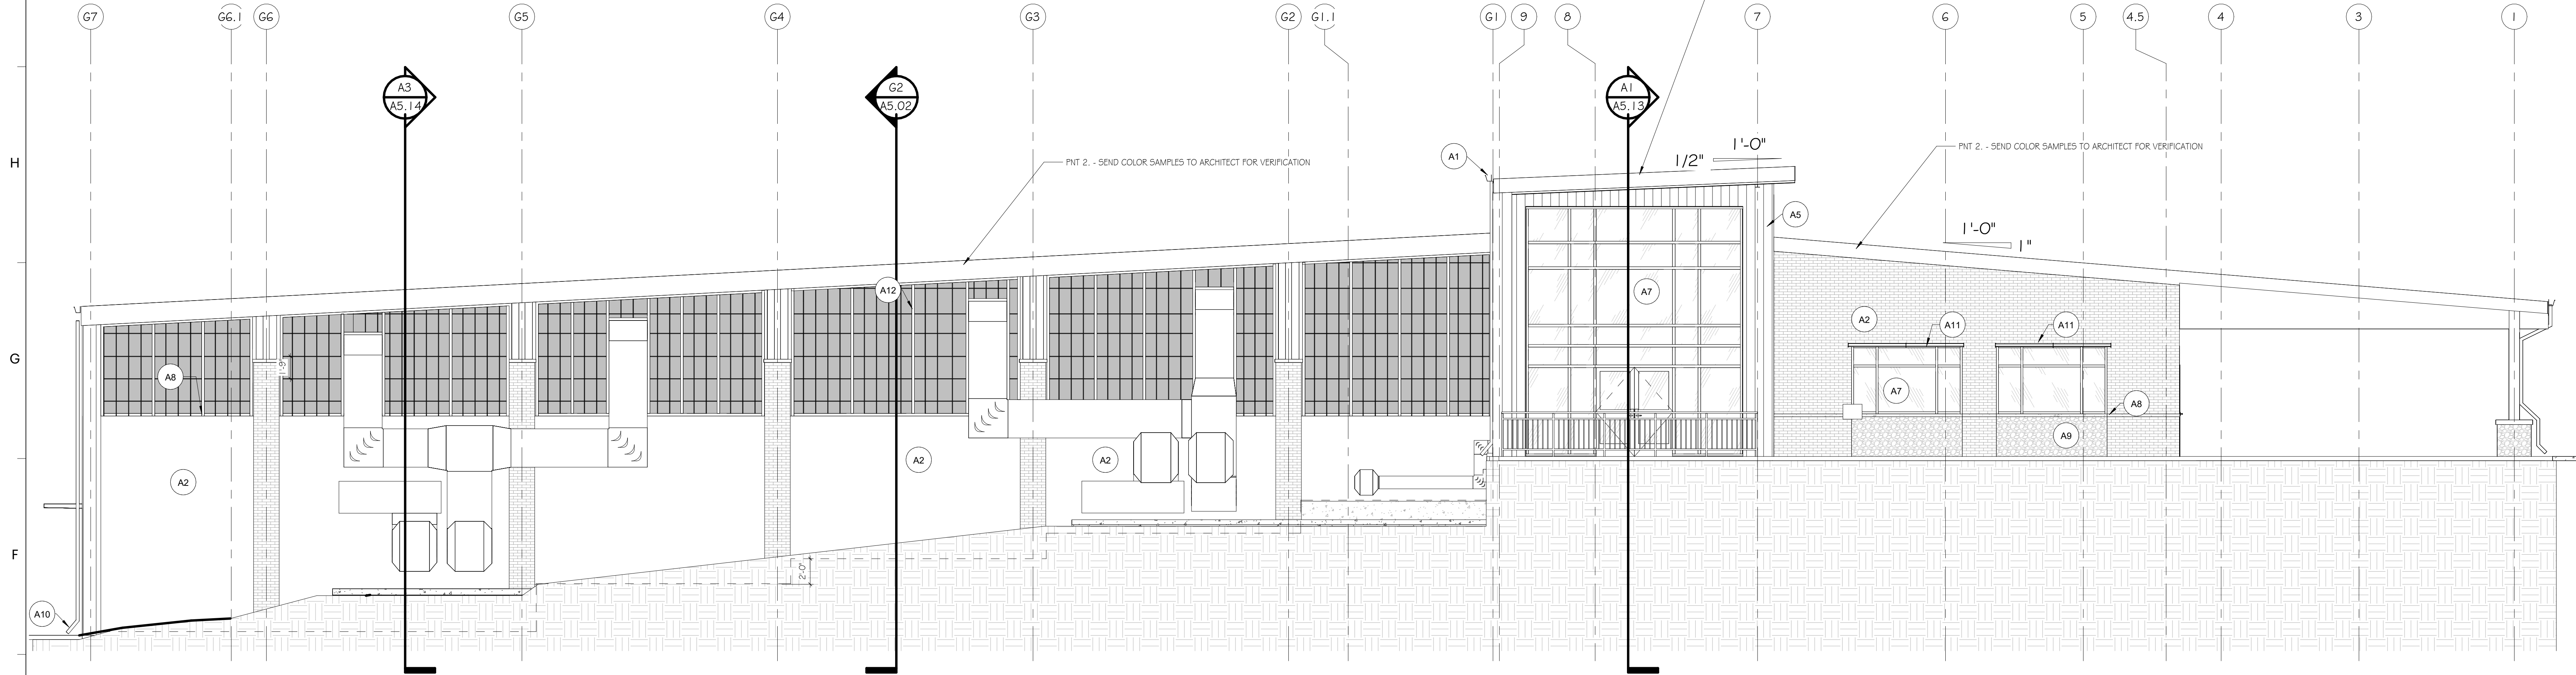 G7 G6.1 G6 G5 G4 G3 G2 G1.1 G1 9 8 7 6 5 4.5 4 3 1
A3
A5.14
G2
A5.02
A1
A5.13
H
PNT 2. - SEND COLOR SAMPLES TO ARCHITECT FOR VERIFICATION
A1
1/2"
1'-0"
PNT 2. - SEND COLOR SAMPLES TO ARCHITECT FOR VERIFICATION
A5
1'-0"
1"
A12
A7
A2
A11
A11
G
1'-9"
A8
A7
A8
A9
A2
A2
A2
F
2'-0"
A10